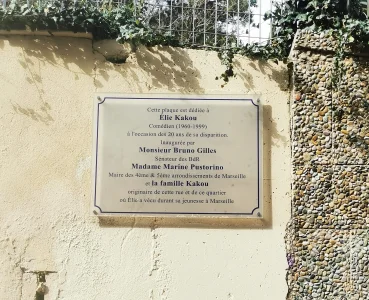 Cette plaque est dédiée à
Elie Kakou
Comédien (1960-1999)
à l'occasion des 20 ans de sa disparition.
Inaugurée par
Monsieur Bruno Gilles
Sénateur des BdR
Madame Marine Pustorino
Maire des 4ème & 5ème arrondissements de Marseille
et la famille Kakou
originaire de cette rue et de ce quartier
où Élie a vécu durant sa jeunesse à Marseille